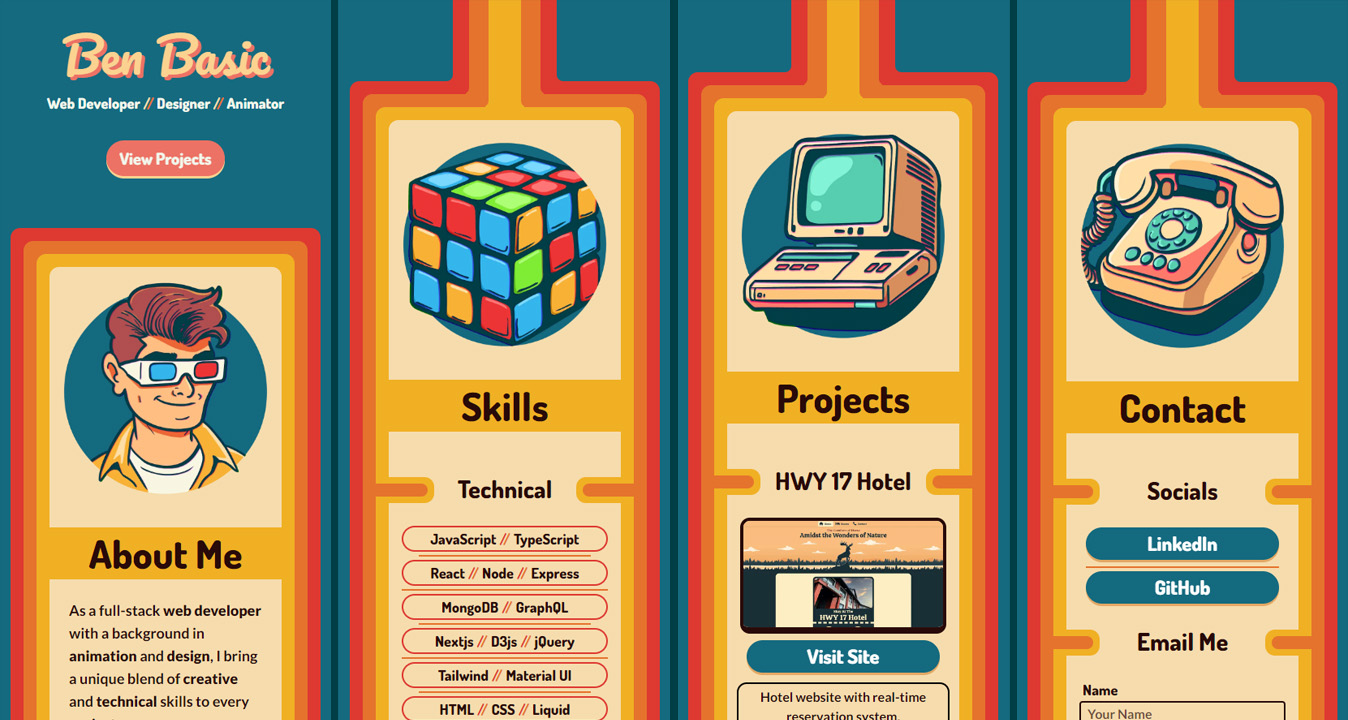 Ben Basic
Web Developer // Designer // Animator
View Projects
About Me
As a full-stack web developer
with a background in
animation and design, I bring
a unique blend of creative
and technical skills to every
Skills
Technical
JavaScript // TypeScript
React // Node // Express
MongoDB // GraphQL
Nextjs // D3js // jQuery
Tailwind // Material UI
HTML // CSS // Liquid
Projects
HWY 17 Hotel
Amidst the Wonders of Nature
HWY 17 Hotel
Visit Site
Hotel website with real-time
reservation system.
Contact
Socials
LinkedIn
GitHub
Email Me
Name
Your Name